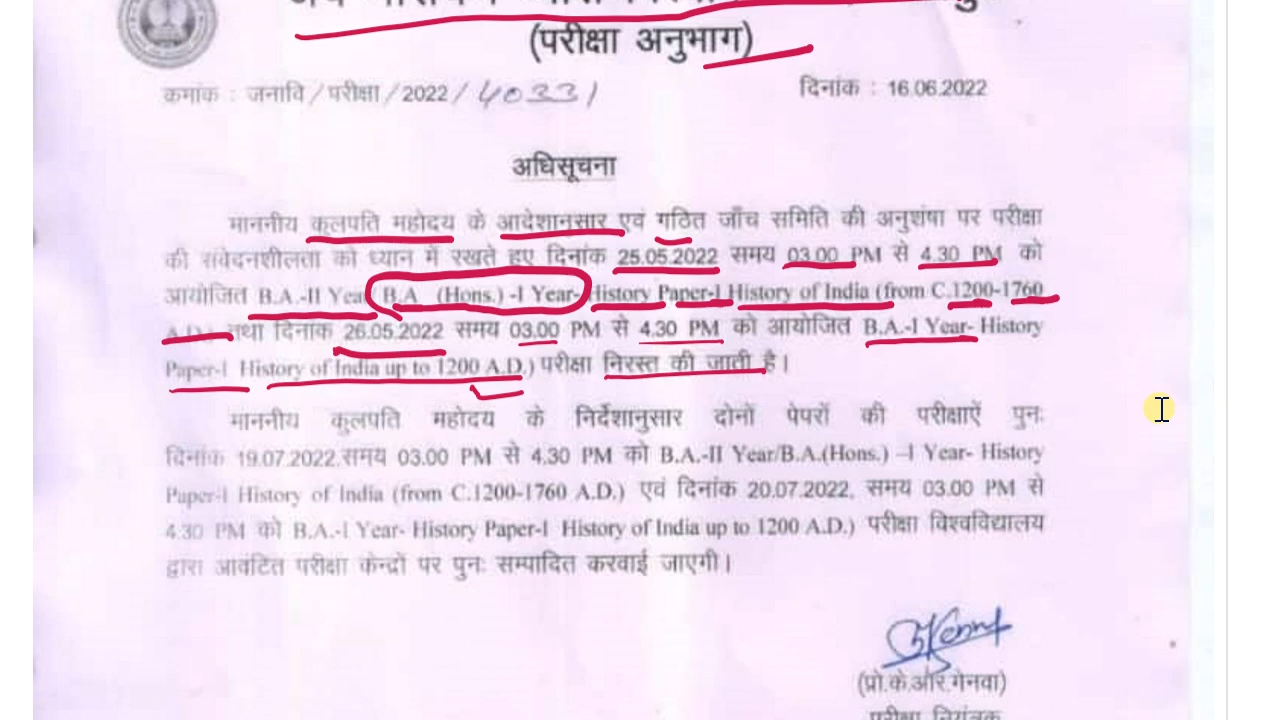 (परीक्षा अनुभाग)
क्रमांक : जनावि/परीक्षा/2022/40331
दिनांक : 16.06.2022
अधिसूचना
माननीय कुलपति महोदय के आदेशानसार एवं गठित जाँच समिति की अनुशंषा पर परीक्षा
की संवेदनशीलता को ध्यान में रखते हुए दिनांक 25.05.2022 समय 03.00 PM से 4.30 PM को
आयोजित B.A.-II Year B.A (Hons.) -I Year- History Paper-I History of India (from C.1200-1760
A.D.) तथा दिनांक 26.05.2022 समय 03.00 PM से 4.30 PM को आयोजित B.A.-I Year- History
Paper-I History of India up to 1200 A.D.) परीक्षा निरस्त की जाती है।
माननीय कुलपति महोदय के निर्देशानुसार दोनों पेपरों की परीक्षाऐं पुनः
दिनांक 19.07.2022.समय 03.00 PM से 4.30 PM को B.A.-II Year/B.A.(Hons.) –I Year- History
Paper-I History of India (from C.1200-1760 A.D.) एवं दिनांक 20.07.2022, समय 03.00 PM से
4.30 PM को B.A.-I Year- History Paper-I History of India up to 1200 A.D.) परीक्षा विश्वविद्यालय
द्वारा आवंटित परीक्षा केन्द्रों पर पुनः सम्पादित करवाई जाएगी।
(प्रो.के.आर.गेनवा)
परीक्षा नियंत्रक